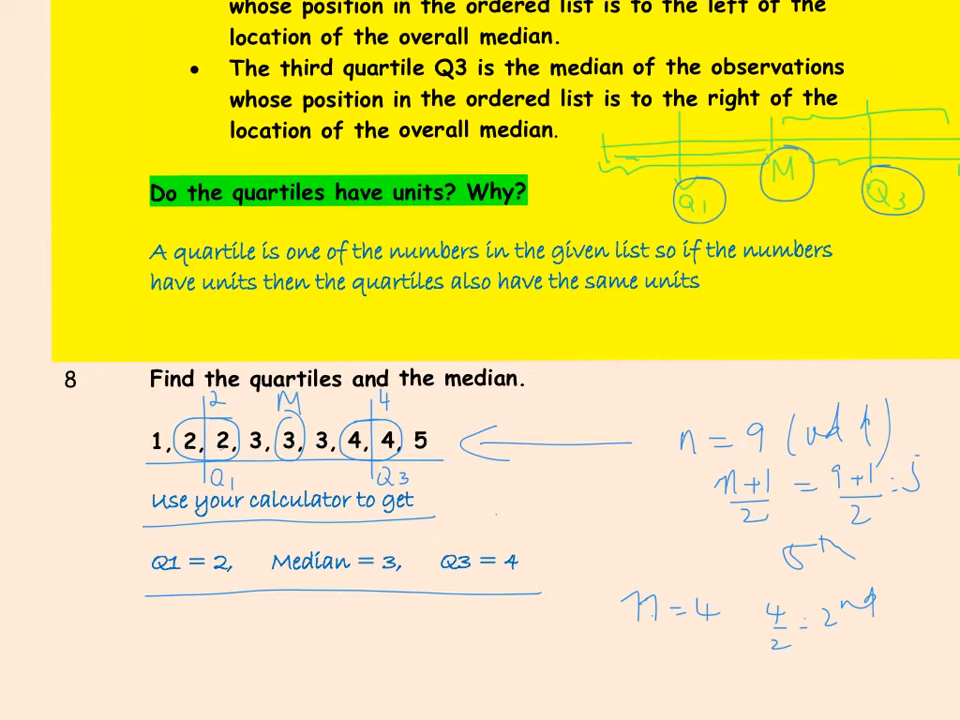 whose position in the ordered list is to the left of the
location of the overall median.
• The third quartile Q3 is the median of the observations
whose position in the ordered list is to the right of the
location of the overall median.
M
Q1
Q3
Do the quartiles have units? Why?
A quartile is one of the numbers in the given list so if the numbers
have units then the quartiles also have the same units
8 Find the quartiles and the median.
2 M 4
1, 2, 2, 3, 3, 3, 4, 4, 5
n = 9
Q1 Q3
n+1/2 = 9+1/2
Use your calculator to get
Q1 = 2, Median = 3, Q3 = 4
n = 4 4/2 = 2nd